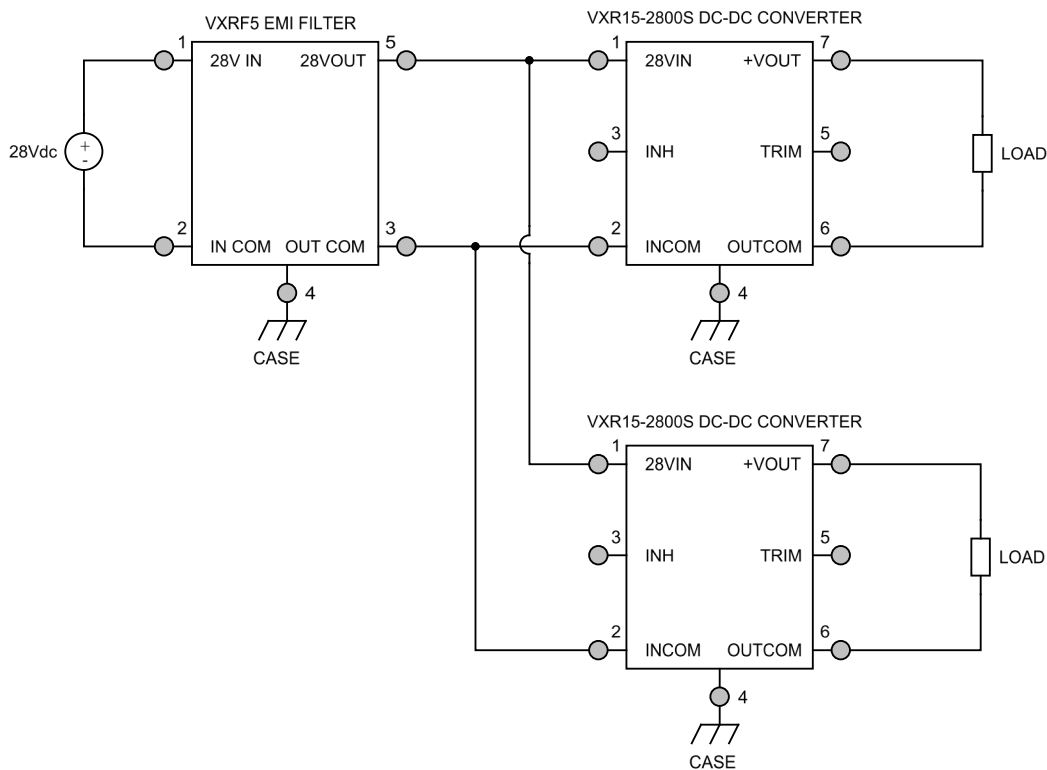 VXRF5 EMI FILTER
1
28V IN
28VOUT
5
28Vdc
+
-
2
IN COM
OUT COM
3
4
CASE
VXR15-2800S DC-DC CONVERTER
1
28VIN
+VOUT
7
3
INH
TRIM
5
LOAD
2
INCOM
OUTCOM
6
4
CASE
VXR15-2800S DC-DC CONVERTER
1
28VIN
+VOUT
7
3
INH
TRIM
5
LOAD
2
INCOM
OUTCOM
6
4
CASE